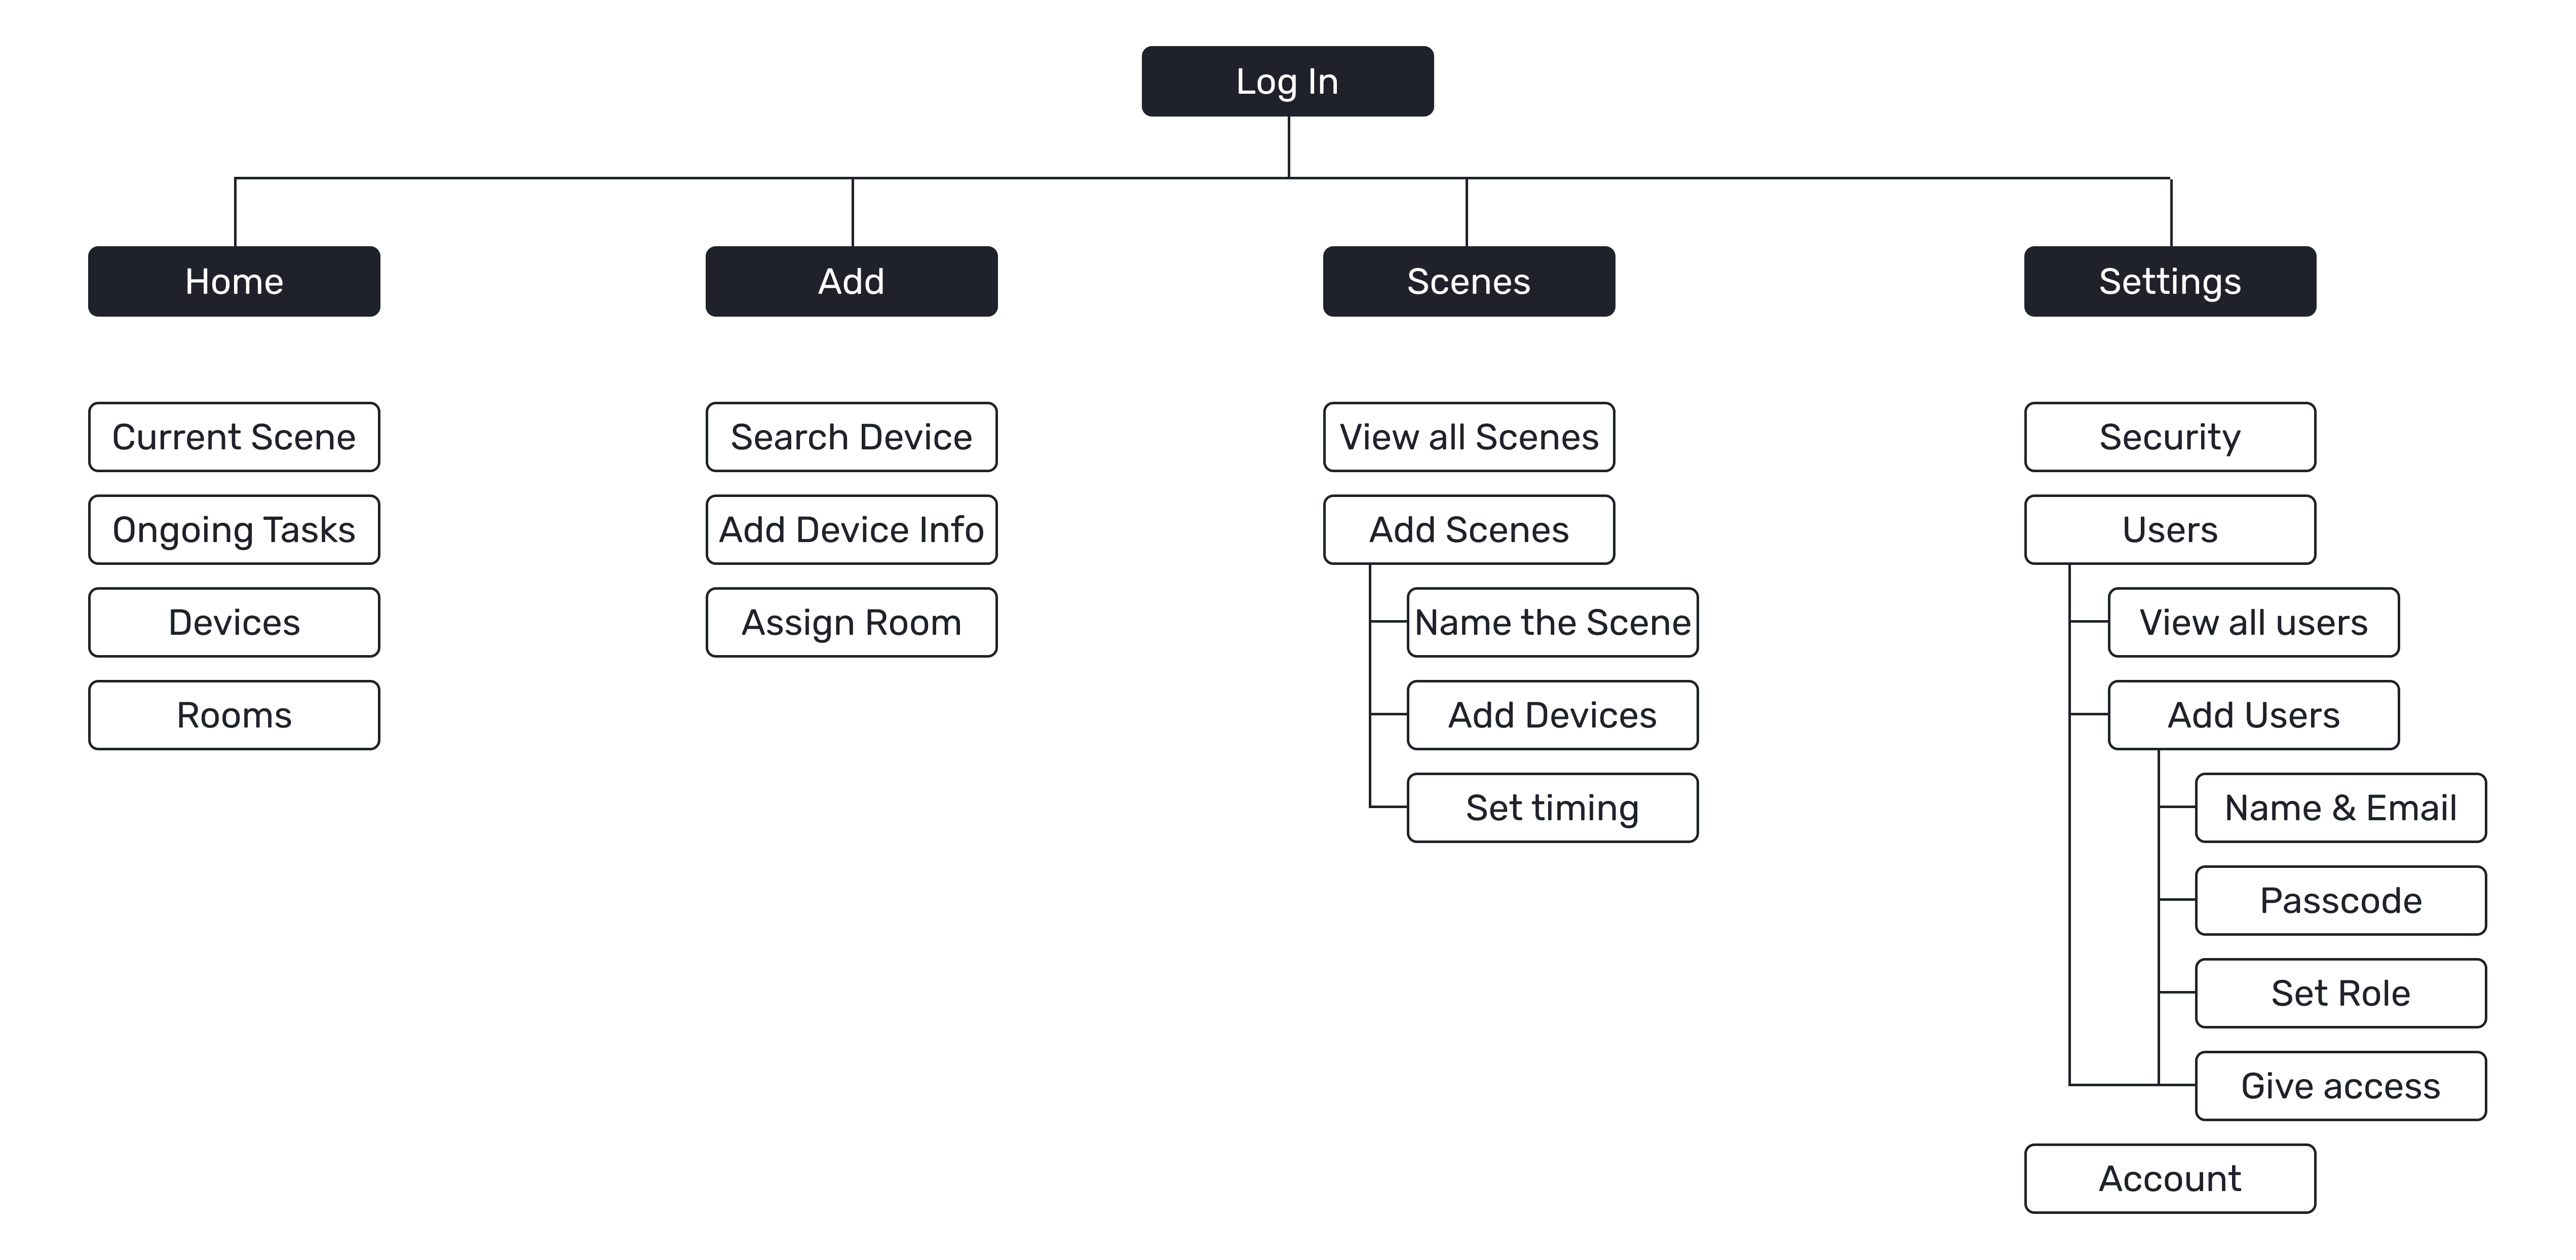 Log In
Home
Add
Scenes
Settings
Current Scene
Ongoing Tasks
Devices
Rooms
Search Device
Add Device Info
Assign Room
View all Scenes
Add Scenes
Name the Scene
Add Devices
Set timing
Security
Users
View all users
Add Users
Name & Email
Passcode
Set Role
Give access
Account